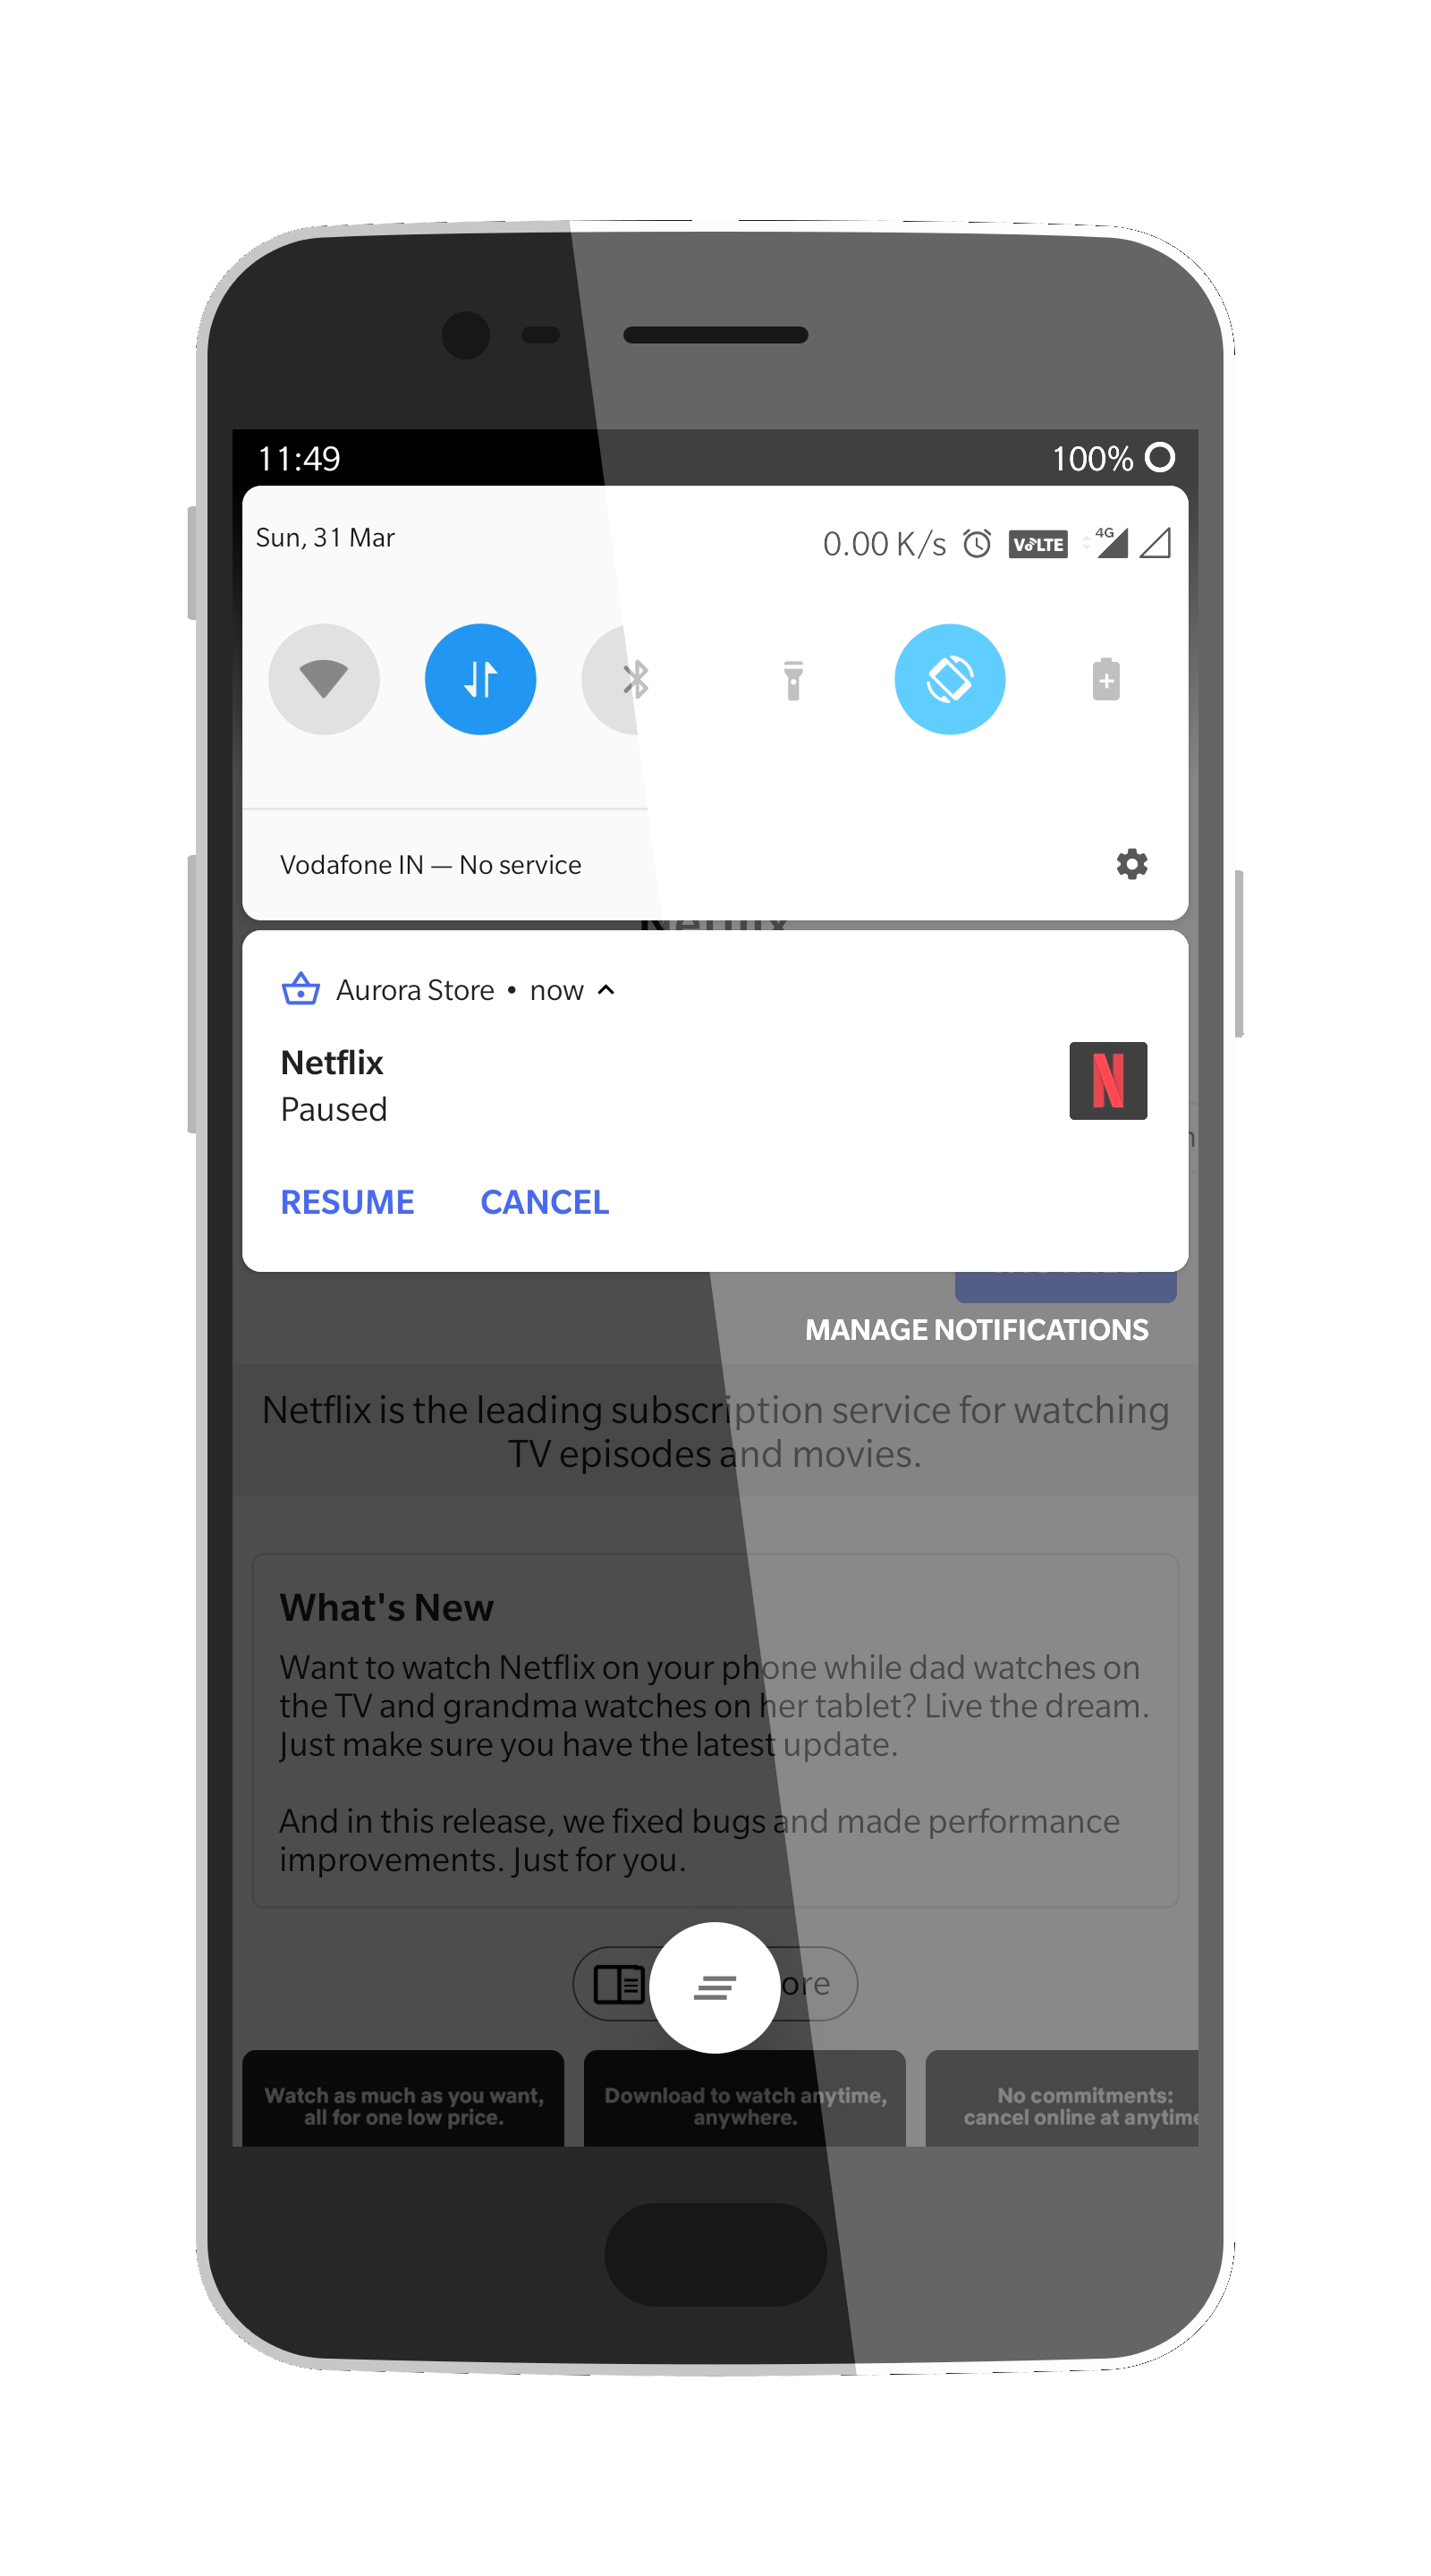 11:49
100%
Sun, 31 Mar
0.00 K/s
VoLTE
4G
Vodafone IN — No service
Netflix
Aurora Store • now
Netflix
Paused
N
RESUME CANCEL
MANAGE NOTIFICATIONS
Netflix is the leading subscription service for watching
TV episodes and movies.
What's New
Want to watch Netflix on your phone while dad watches on
the TV and grandma watches on her tablet? Live the dream.
Just make sure you have the latest update.
And in this release, we fixed bugs and made performance
improvements. Just for you.
ore
Watch as much as you want,
all for one low price.
Download to watch anytime,
anywhere.
No commitments:
cancel online at anytime